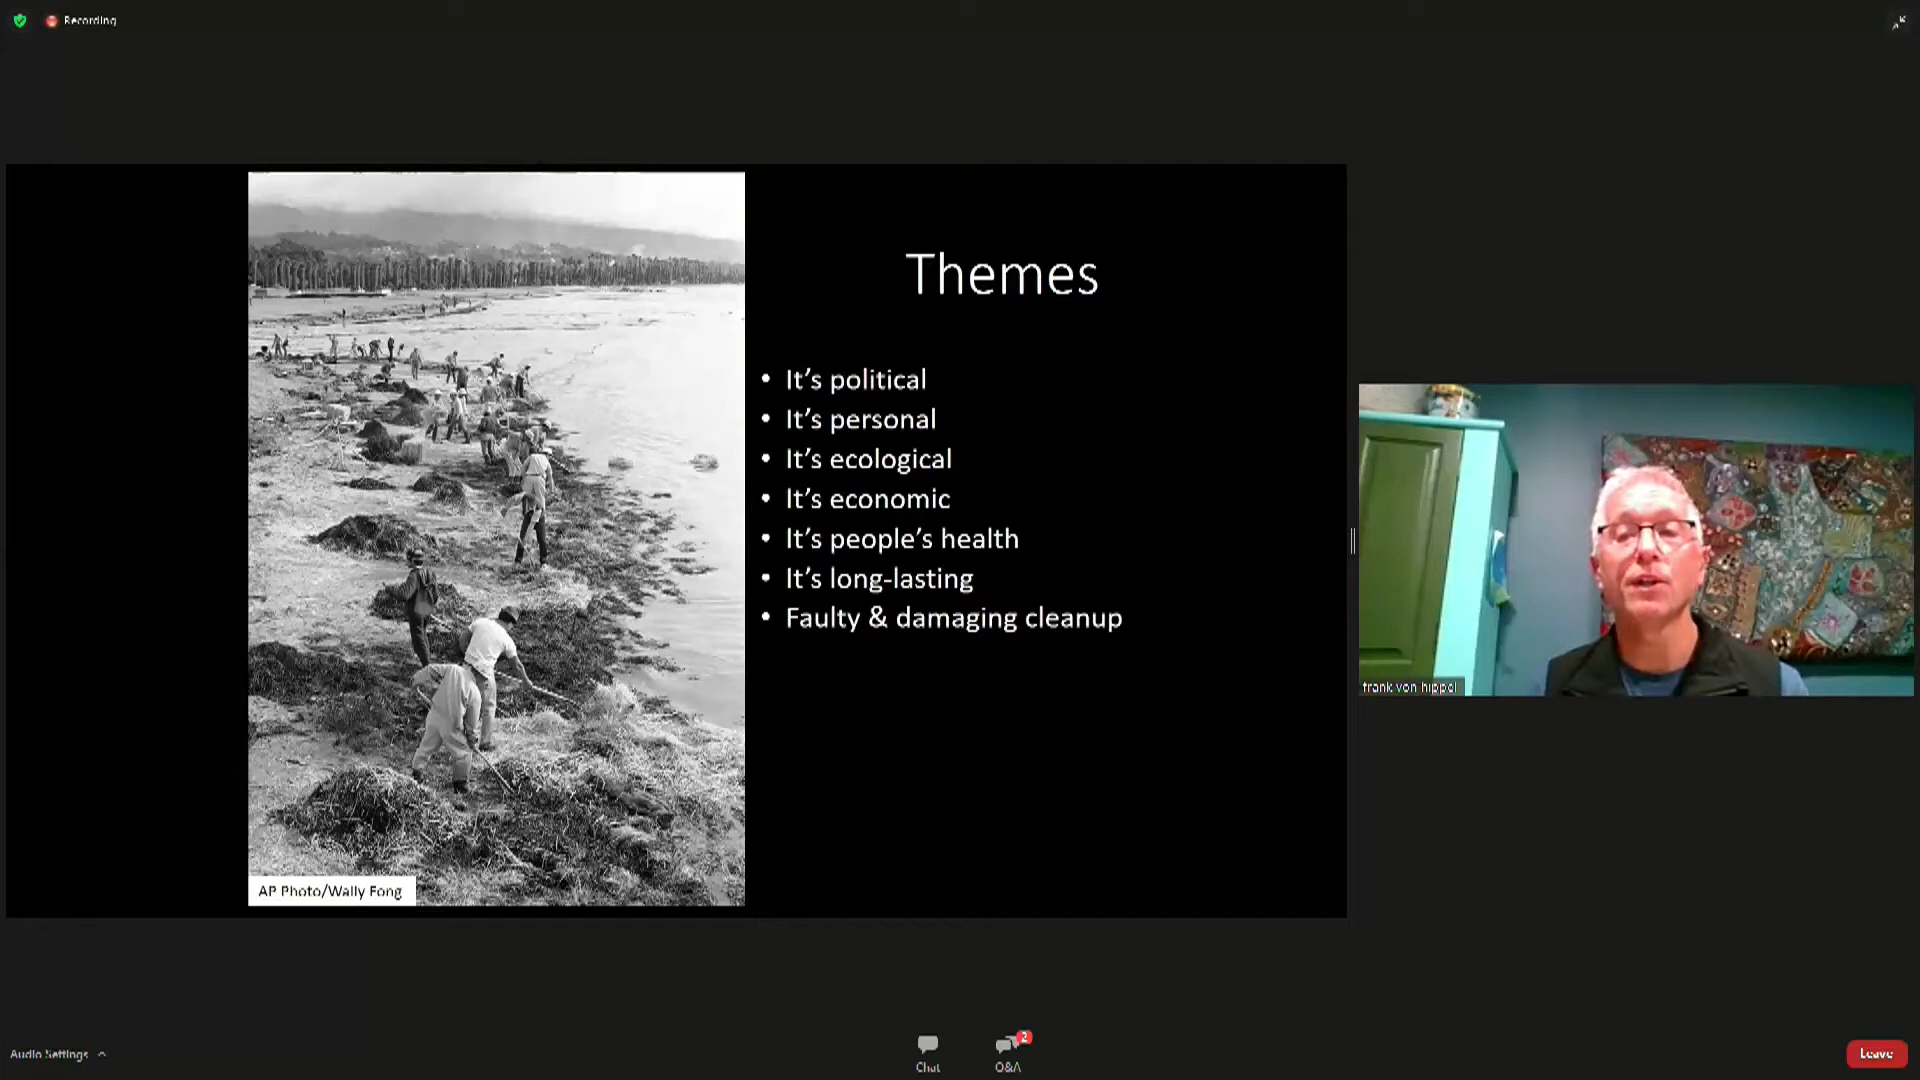 Recording
Themes
• It’s political
• It’s personal
• It’s ecological
• It’s economic
• It’s people’s health
• It’s long-lasting
• Faulty & damaging cleanup
AP Photo/Wally Fong
frank von hippel
Audio Settings
Chat
2
Q&A
Leave